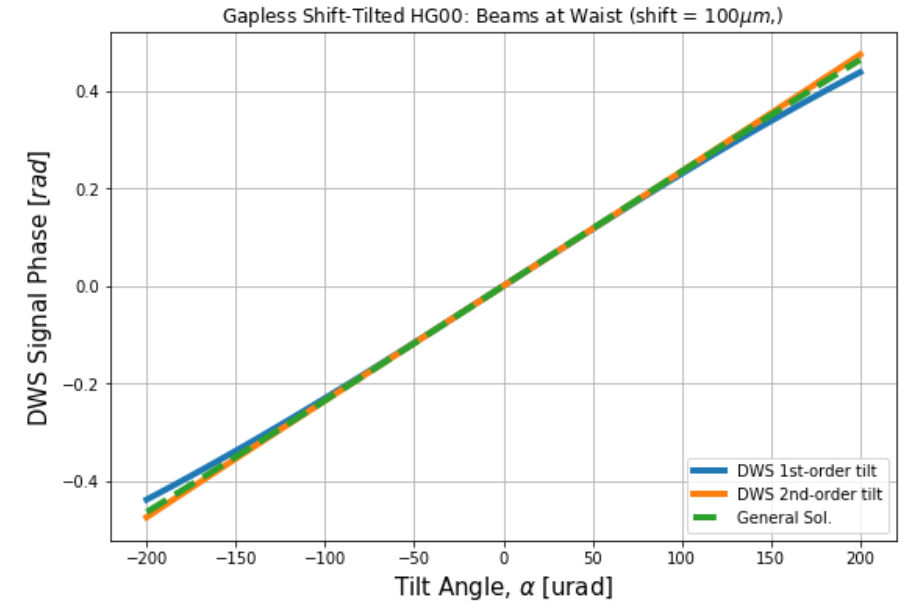 Gapless Shift-Tilted HG00: Beams at Waist (shift = 100μm,)
DWS Signal Phase [rad]
0.4
0.2
0.0
−0.2
−0.4
−200
−150
−100
−50
0
50
100
150
200
Tilt Angle, α [urad]
DWS 1st-order tilt
DWS 2nd-order tilt
General Sol.